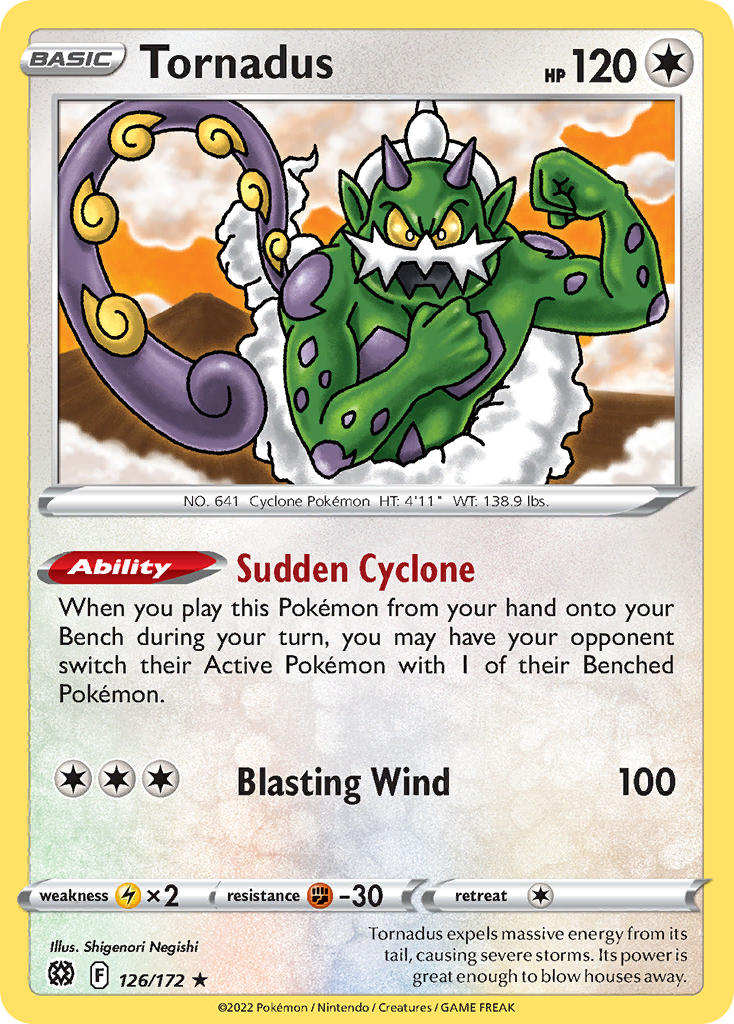 BASIC Tornadus HP 120
NO. 641 Cyclone Pokémon HT: 4'11" WT: 138.9 lbs.
Ability Sudden Cyclone
When you play this Pokémon from your hand onto your
Bench during your turn, you may have your opponent
switch their Active Pokémon with 1 of their Benched
Pokémon.
Blasting Wind 100
weakness ×2 resistance -30 retreat
Illus. Shigenori Negishi
F 126/172 ★
Tornadus expels massive energy from its
tail, causing severe storms. Its power is
great enough to blow houses away.
©2022 Pokémon / Nintendo / Creatures / GAME FREAK